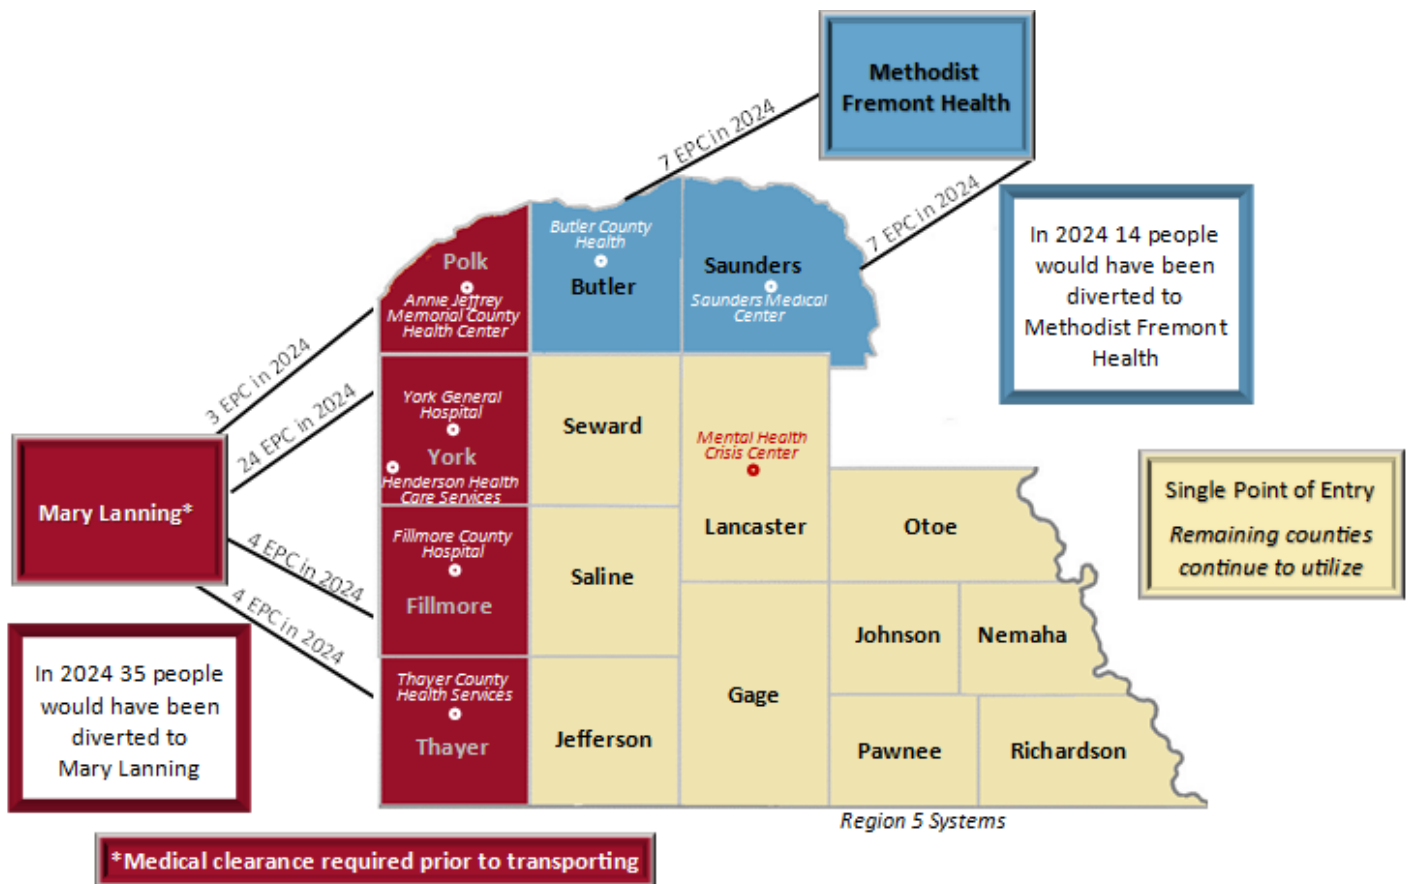 Methodist
Fremont Health
7 EPC in 2024
7 EPC in 2024
In 2024 14 people
would have been
diverted to
Methodist Fremont
Health
Butler County
Health
Butler
Saunders
Saunders Medical
Center
Polk
Annie Jeffrey
Memorial County
Health Center
3 EPC in 2024
24 EPC in 2024
York General
Hospital
York
Henderson Health
Care Services
Seward
Mental Health
Crisis Center
Lancaster
Otoe
Single Point of Entry
Remaining counties
continue to utilize
Mary Lanning*
4 EPC in 2024
4 EPC in 2024
Fillmore County
Hospital
Fillmore
Saline
Johnson
Nemaha
In 2024 35 people
would have been
diverted to
Mary Lanning
Thayer County
Health Services
Thayer
Jefferson
Gage
Pawnee
Richardson
Region 5 Systems
*Medical clearance required prior to transporting